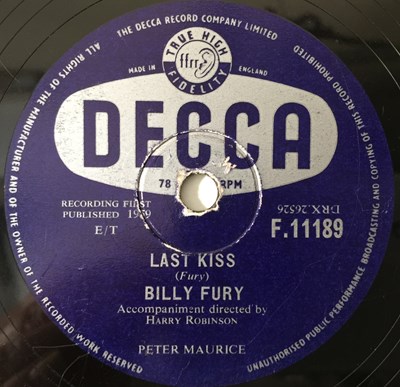 THE DECCA RECORD COMPANY LIMITED
ALL RIGHTS OF THE MANUFACTURER AND OF THE OWNER OF THE RECORDED WORK RESERVED
UNAUTHORISED PUBLIC PERFORMANCE BROADCASTING AND COPYING OF THIS RECORD PROHIBITED
TRUE HIGH
ffrr
FIDELITY
MADE IN ENGLAND
DECCA
78 RPM
RECORDING FIRST
PUBLISHED 1959
E/T
DRX.26526
F.11189
LAST KISS
(Fury)
BILLY FURY
Accompaniment directed by
HARRY ROBINSON
PETER MAURICE